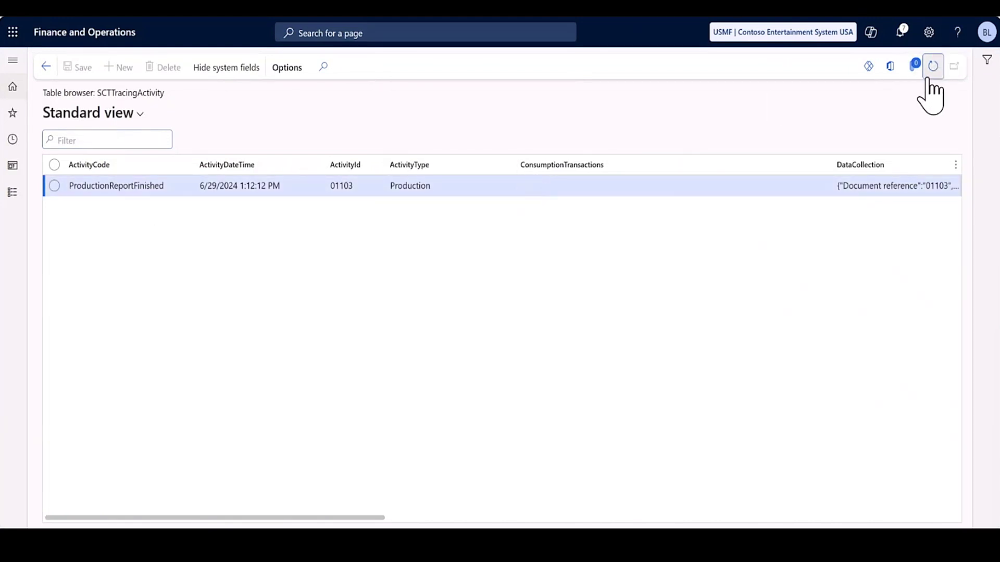 Finance and Operations
Search for a page
USMF | Contoso Entertainment System USA
7
?
BL
Save
New
Delete
Hide system fields
Options
0
Table browser: SCTTracingActivity
Standard view
Filter
ActivityCode ActivityDateTime ActivityId ActivityType ConsumptionTransactions DataCollection
ProductionReportFinished 6/29/2024 1:12:12 PM 01103 Production {"Document reference":"01103",...